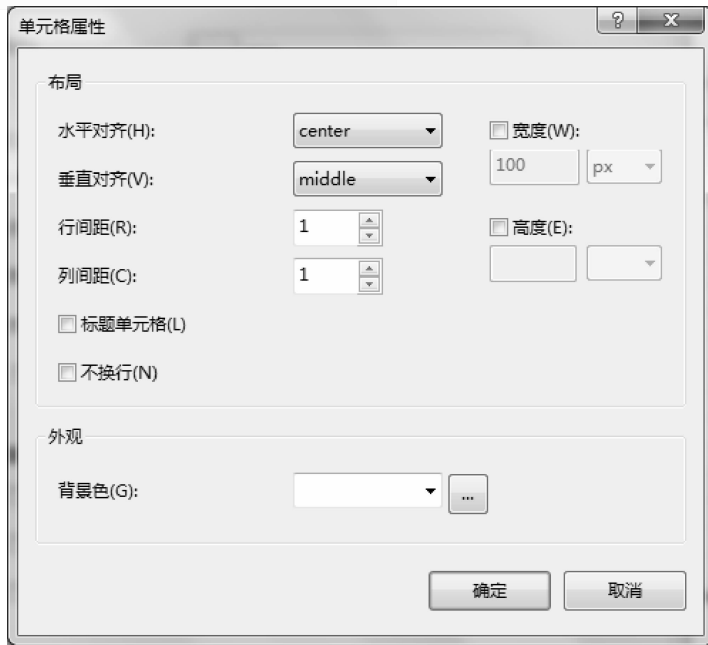 单元格属性
布局
水平对齐(H):
center
宽度(W):
100
px
垂直对齐(V):
middle
行间距(R):
1
高度(E):
列间距(C):
1
标题单元格(L)
不换行(N)
外观
背景色(G):
...
确定
取消